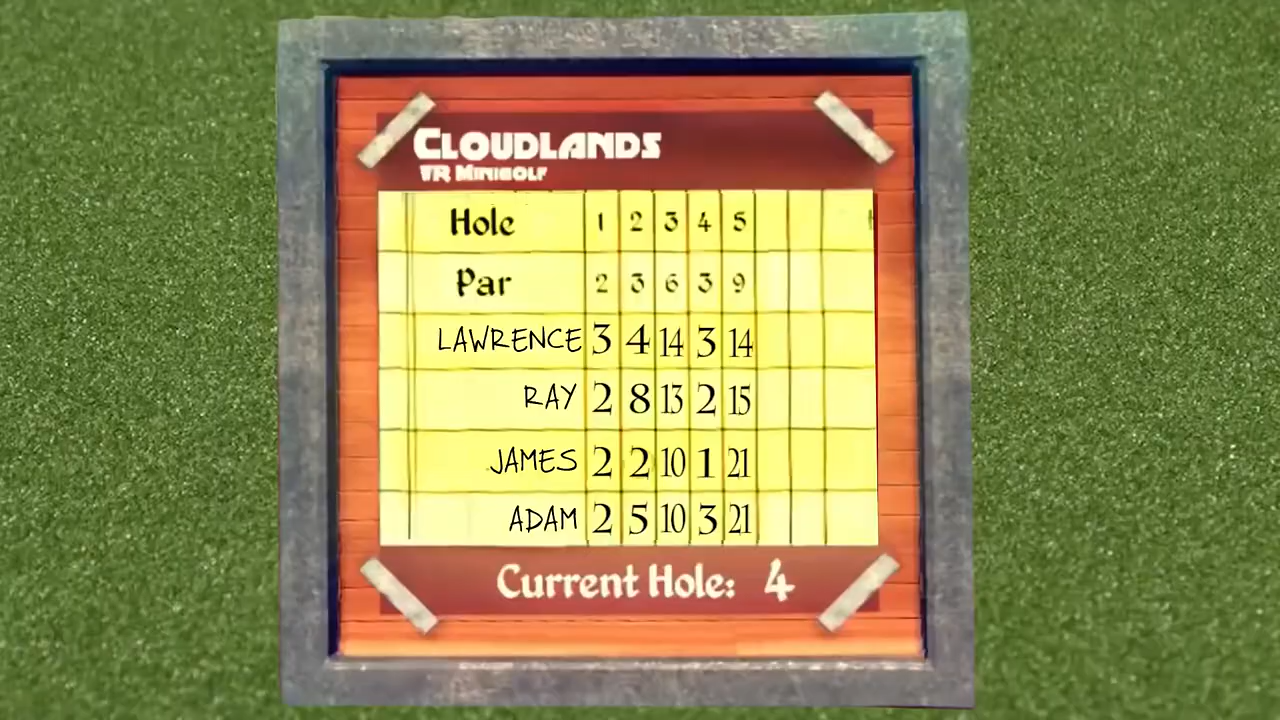 CLOUDLANDS
VR MINIGOLF
Hole 1 2 3 4 5
Par 2 3 6 3 9
LAWRENCE 3 4 14 3 14
RAY 2 8 13 2 15
JAMES 2 2 10 1 21
ADAM 2 5 10 3 21
Current Hole: 4